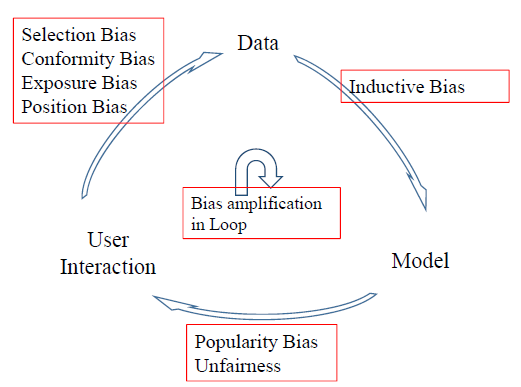 Selection Bias
Conformity Bias
Exposure Bias
Position Bias
Data
Inductive Bias
Bias amplification
in Loop
User
Interaction
Model
Popularity Bias
Unfairness